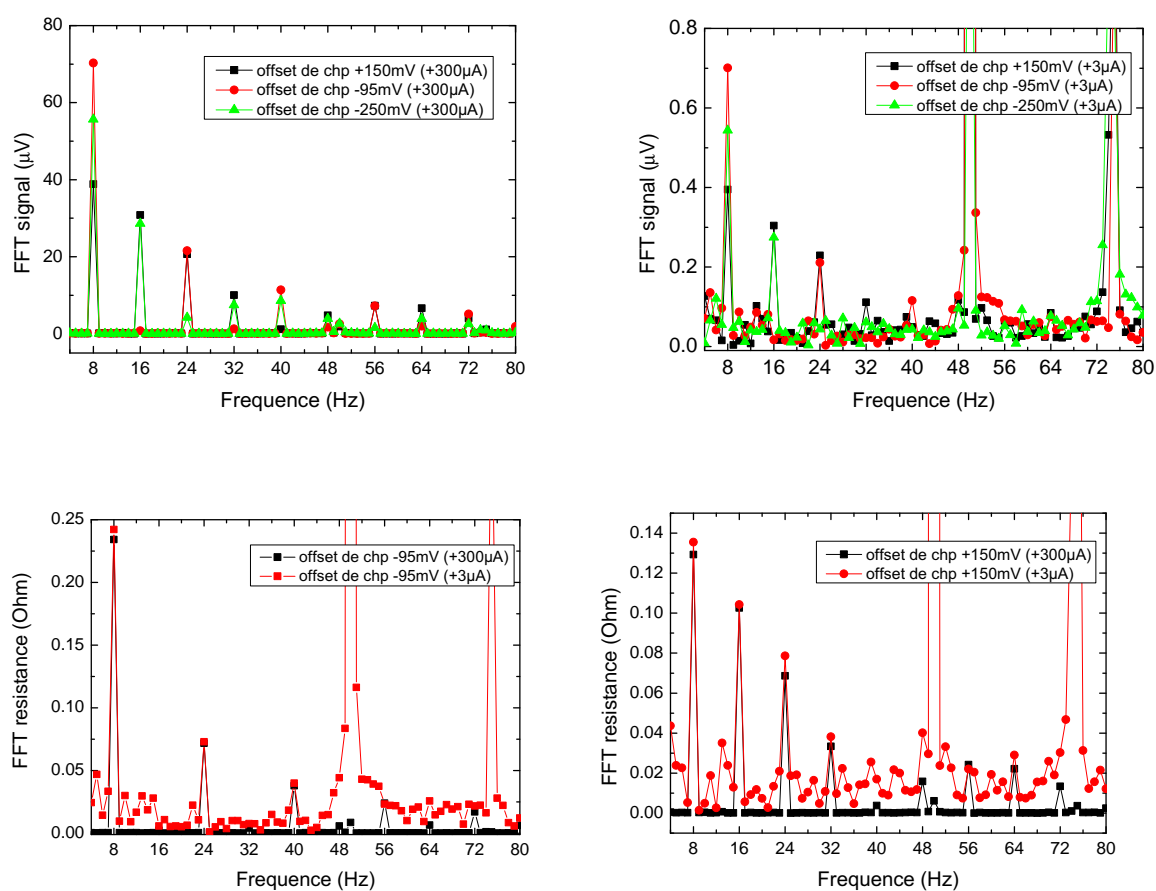 80
60
40
20
0
8 16 24 32 40 48 56 64 72 80
FFT signal (µV)
Frequence (Hz)
offset de chp +150mV (+300µA)
offset de chp -95mV (+300µA)
offset de chp -250mV (+300µA)
0.8
0.6
0.4
0.2
0.0
8 16 24 32 40 48 56 64 72 80
FFT signal (µV)
Frequence (Hz)
offset de chp +150mV (+3µA)
offset de chp -95mV (+3µA)
offset de chp -250mV (+3µA)
0.25
0.20
0.15
0.10
0.05
0.00
8 16 24 32 40 48 56 64 72 80
FFT resistance (Ohm)
Frequency (Hz)
offset de chp -95mV (+300µA)
offset de chp -95mV (+3µA)
0.14
0.12
0.10
0.08
0.06
0.04
0.02
0.00
8 16 24 32 40 48 56 64 72 80
FFT resistance (Ohm)
Frequency (Hz)
offset de chp +150mV (+300µA)
offset de chp +150mV (+3µA)